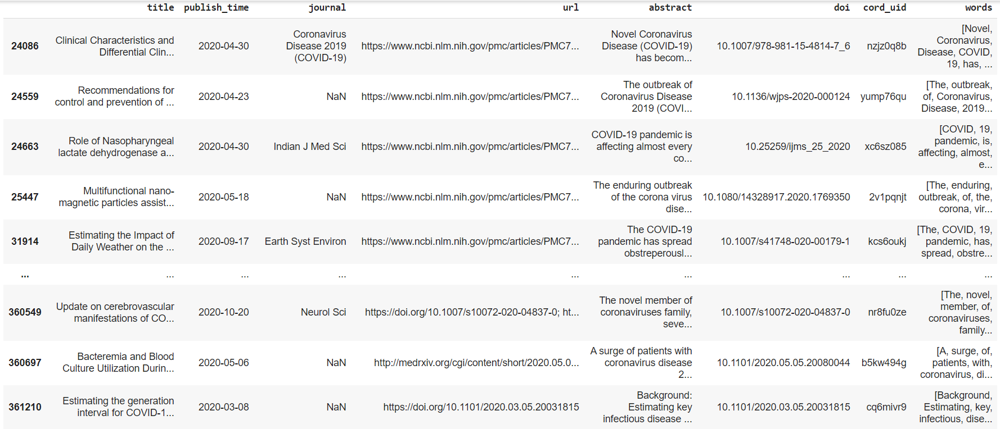 title publish_time journal url abstract doi cord_uid words
24086 Clinical Characteristics and Differential Clin... 2020-04-30 Coronavirus Disease 2019 (COVID-19) https://www.ncbi.nlm.nih.gov/pmc/articles/PMC7... Novel Coronavirus Disease (COVID-19) has becom... 10.1007/978-981-15-4814-7_6 nzjz0q8b [Novel, Coronavirus, Disease, COVID, 19, has, ...
24559 Recommendations for control and prevention of ... 2020-04-23 NaN https://www.ncbi.nlm.nih.gov/pmc/articles/PMC7... The outbreak of Coronavirus Disease 2019 (COVI... 10.1136/wjps-2020-000124 yump76qu [The, outbreak, of, Coronavirus, Disease, 2019...
24663 Role of Nasopharyngeal lactate dehydrogenase a... 2020-04-30 Indian J Med Sci https://www.ncbi.nlm.nih.gov/pmc/articles/PMC7... COVID-19 pandemic is affecting almost every co... 10.25259/ijms_25_2020 xc6sz085 [COVID, 19, pandemic, is, affecting, almost, e...
25447 Multifunctional nano-magnetic particles assist... 2020-05-18 NaN https://www.ncbi.nlm.nih.gov/pmc/articles/PMC7... The enduring outbreak of the corona virus dise... 10.1080/14328917.2020.1769350 2v1pqnjt [The, enduring, outbreak, of, the, corona, vir...
31914 Estimating the Impact of Daily Weather on the ... 2020-09-17 Earth Syst Environ https://www.ncbi.nlm.nih.gov/pmc/articles/PMC7... The COVID-19 pandemic has spread obstreperousl... 10.1007/s41748-020-00179-1 kcs6oukj [The, COVID, 19, pandemic, has, spread, obstre...
... ... ... ... ... ... ... ... ...
360549 Update on cerebrovascular manifestations of CO... 2020-10-20 Neurol Sci https://doi.org/10.1007/s10072-020-04837-0; ht... The novel member of coronaviruses family, seve... 10.1007/s10072-020-04837-0 nr8fu0ze [The, novel, member, of, coronaviruses, family...
360697 Bacteremia and Blood Culture Utilization Durin... 2020-05-06 NaN http://medrxiv.org/cgi/content/short/2020.05.0... A surge of patients with coronavirus disease 2... 10.1101/2020.05.05.20080044 b5kw494g [A, surge, of, patients, with, coronavirus, di...
361210 Estimating the generation interval for COVID-1... 2020-03-08 NaN https://doi.org/10.1101/2020.03.05.20031815 Background: Estimating key infectious disease ... 10.1101/2020.03.05.20031815 cq6mivr9 [Background, Estimating, key, infectious, dise...